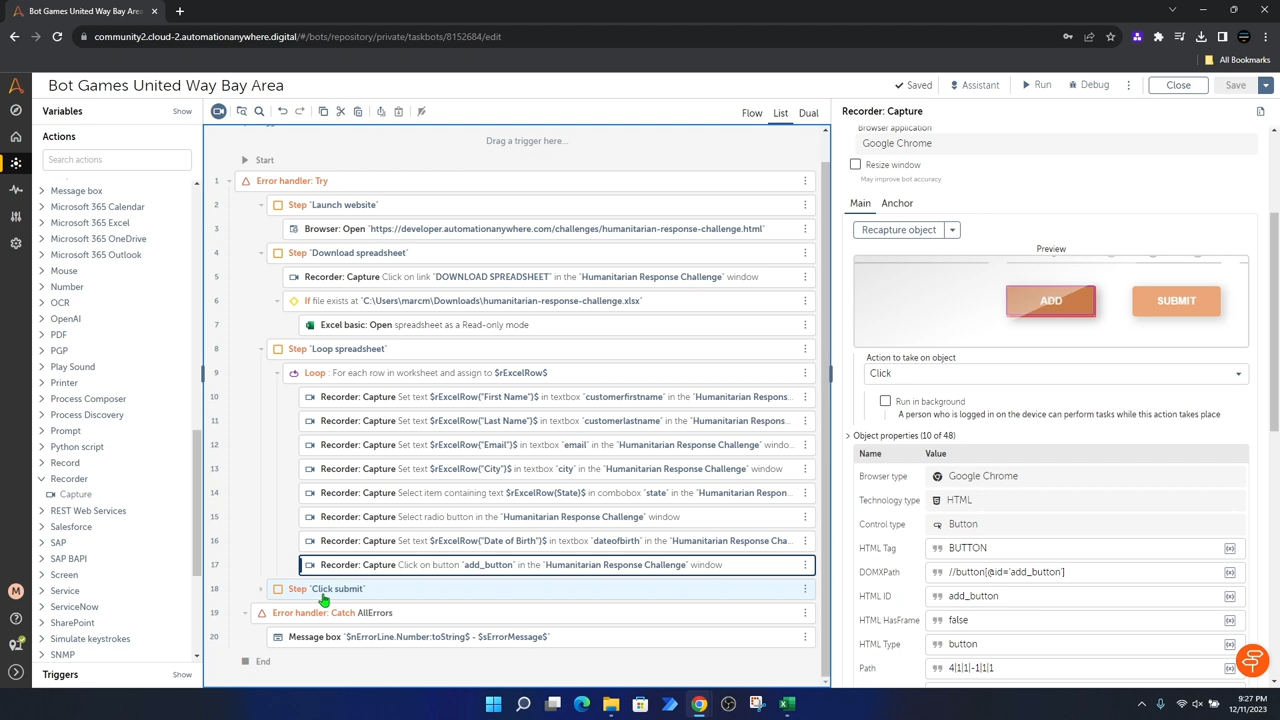 Bot Games United Way Bay Area
community2.cloud-2.automationanywhere.digital/#/bots/repository/private/taskbots/8152684/edit
All Bookmarks
Bot Games United Way Bay Area
Saved
Assistant
Run
Debug
Close
Save
Variables
Show
Actions
Search actions
Message box
Microsoft 365 Calendar
Microsoft 365 Excel
Microsoft 365 OneDrive
Microsoft 365 Outlook
Mouse
Number
OCR
OpenAI
PDF
PGP
Play Sound
Printer
Process Composer
Process Discovery
Prompt
Python script
Record
Recorder
Capture
REST Web Services
Salesforce
SAP
SAP BAPI
Screen
Service
ServiceNow
SharePoint
Simulate keystrokes
SNMP
Triggers
Show
Flow
List
Dual
Drag a trigger here...
Start
1 Error handler: Try
2 Step "Launch website"
3 Browser: Open "https://developer.automationanywhere.com/challenges/humanitarian-response-challenge.html"
4 Step "Download spreadsheet"
5 Recorder: Capture Click on link "DOWNLOAD SPREADSHEET" in the "Humanitarian Response Challenge" window
6 If file exists at "C:\Users\marcm\Downloads\humanitarian-response-challenge.xlsx"
7 Excel basic: Open spreadsheet as a Read-only mode
8 Step "Loop spreadsheet"
9 Loop : For each row in worksheet and assign to $rExcelRow$
10 Recorder: Capture Set text $rExcelRow{"First Name"}$ in textbox "customerfirstname" in the "Humanitarian Respons...
11 Recorder: Capture Set text $rExcelRow{"Last Name"}$ in textbox "customerlastname" in the "Humanitarian Respons...
12 Recorder: Capture Set text $rExcelRow{"Email"}$ in textbox "email" in the "Humanitarian Response Challenge" windo...
13 Recorder: Capture Set text $rExcelRow{"City"}$ in textbox "city" in the "Humanitarian Response Challenge" window
14 Recorder: Capture Select item containing text $rExcelRow{State}$ in combobox "state" in the "Humanitarian Respon...
15 Recorder: Capture Select radio button in the "Humanitarian Response Challenge" window
16 Recorder: Capture Set text $rExcelRow{"Date of Birth"}$ in textbox "dateofbirth" in the "Humanitarian Response Cha...
17 Recorder: Capture Click on button "add_button" in the "Humanitarian Response Challenge" window
18 Step "Click submit"
19 Error handler: Catch AllErrors
20 Message box "$nErrorLine.Number:toString$ - $sErrorMessage$"
End
Recorder: Capture
Browser application
Google Chrome
Resize window
May improve bot accuracy
Main
Anchor
Recapture object
Preview
ADD
SUBMIT
Action to take on object
Click
Run in background
A person who is logged in on the device can perform tasks while this action takes place
Object properties (10 of 48)
Name Value
Browser type Google Chrome
Technology type HTML
Control type Button
HTML Tag BUTTON
DOMXPath //button[@id='add_button']
HTML ID add_button
HTML HasFrame false
HTML Type button
Path 4|1|1|-1|1|1
9:27 PM
12/11/2023